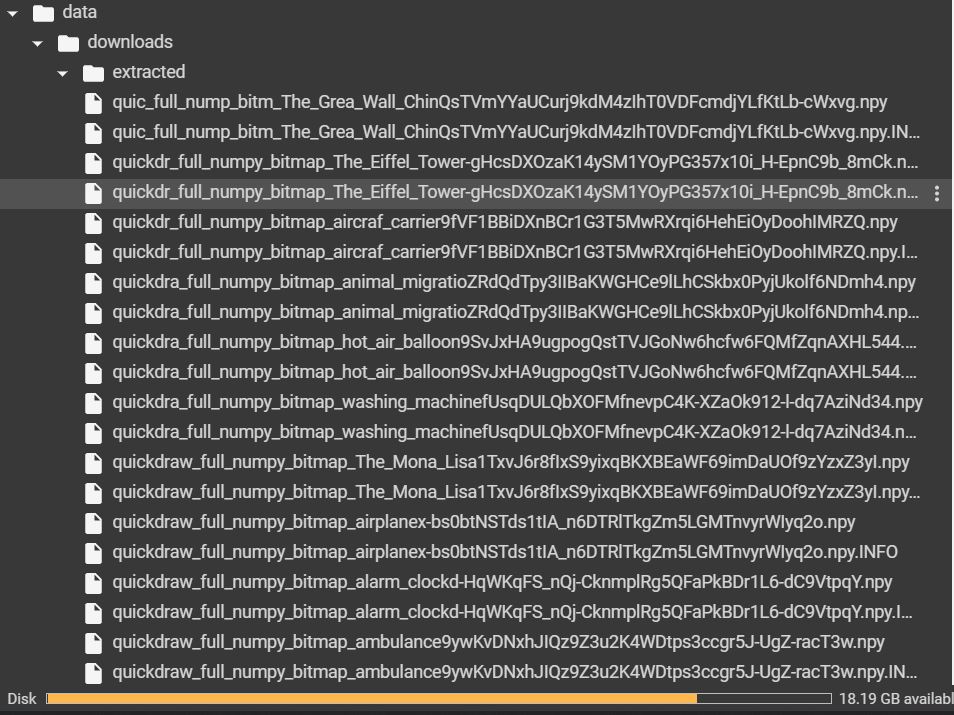 data
downloads
extracted
quic_full_nump_bitm_The_Grea_Wall_ChinQsTVmYYaUCurj9kdM4zIhT0VDFcmdjYLfKtLb-cWxvg.npy
quic_full_nump_bitm_The_Grea_Wall_ChinQsTVmYYaUCurj9kdM4zIhT0VDFcmdjYLfKtLb-cWxvg.npy.IN...
quickdr_full_numpy_bitmap_The_Eiffel_Tower-gHcsDXOzaK14ySM1YOyPG357x10i_H-EpnC9b_8mCk.n...
quickdr_full_numpy_bitmap_The_Eiffel_Tower-gHcsDXOzaK14ySM1YOyPG357x10i_H-EpnC9b_8mCk.n...
quickdr_full_numpy_bitmap_aircraf_carrier9fVF1BBiDXnBCr1G3T5MwRXrqi6HehEiOyDoohIMRZQ.npy
quickdr_full_numpy_bitmap_aircraf_carrier9fVF1BBiDXnBCr1G3T5MwRXrqi6HehEiOyDoohIMRZQ.npy.I...
quickdra_full_numpy_bitmap_animal_migratioZRdQdTpy3IIBaKWGHCe9lLhCSkbx0PyjUkolf6NDmh4.npy
quickdra_full_numpy_bitmap_animal_migratioZRdQdTpy3IIBaKWGHCe9lLhCSkbx0PyjUkolf6NDmh4.np...
quickdra_full_numpy_bitmap_hot_air_balloon9SvJxHA9ugpogQstTVJGoNw6hcfw6FQMfZqnAXHL544....
quickdra_full_numpy_bitmap_hot_air_balloon9SvJxHA9ugpogQstTVJGoNw6hcfw6FQMfZqnAXHL544....
quickdra_full_numpy_bitmap_washing_machinefUsqDULQbXOFMfnevpC4K-XZaOk912-l-dq7AziNd34.npy
quickdra_full_numpy_bitmap_washing_machinefUsqDULQbXOFMfnevpC4K-XZaOk912-l-dq7AziNd34.n...
quickdraw_full_numpy_bitmap_The_Mona_Lisa1TxvJ6r8fIxS9yixqBKXBEaWF69imDaUOf9zYzxZ3yI.npy
quickdraw_full_numpy_bitmap_The_Mona_Lisa1TxvJ6r8fIxS9yixqBKXBEaWF69imDaUOf9zYzxZ3yI.npy...
quickdraw_full_numpy_bitmap_airplanex-bs0btNSTds1tIA_n6DTRlTkgZm5LGMTnvyrWIyq2o.npy
quickdraw_full_numpy_bitmap_airplanex-bs0btNSTds1tIA_n6DTRlTkgZm5LGMTnvyrWIyq2o.npy.INFO
quickdraw_full_numpy_bitmap_alarm_clockd-HqWKqFS_nQj-CknmplRg5QFaPkBDr1L6-dC9VtpqY.npy
quickdraw_full_numpy_bitmap_alarm_clockd-HqWKqFS_nQj-CknmplRg5QFaPkBDr1L6-dC9VtpqY.npy.I...
quickdraw_full_numpy_bitmap_ambulance9ywKvDNxhJIQz9Z3u2K4WDtps3ccgr5J-UgZ-racT3w.npy
quickdraw_full_numpy_bitmap_ambulance9ywKvDNxhJIQz9Z3u2K4WDtps3ccgr5J-UgZ-racT3w.npy.IN...
Disk 18.19 GB availabl